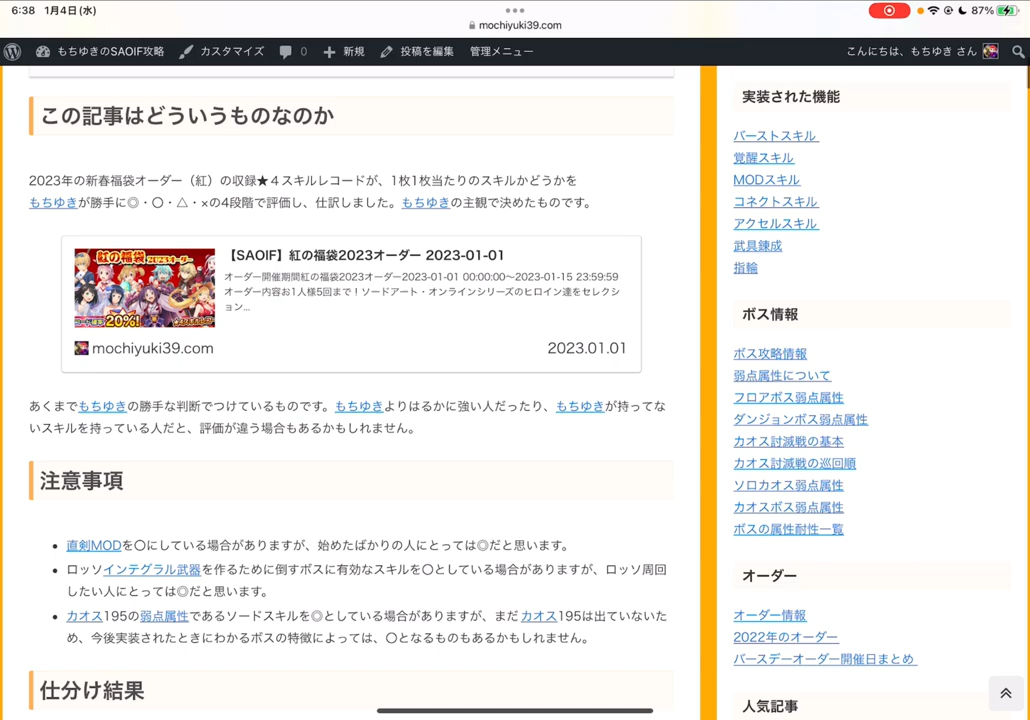 6:38 1月4日(水)
87%
mochiyuki39.com
もちゆきのSAOIF攻略 カスタマイズ 0 新規 投稿を編集 管理メニュー こんにちは、もちゆき さん
この記事はどういうものなのか
2023年の新春福袋オーダー（紅）の収録★４スキルレコードが、1枚1枚当たりのスキルかどうかを
もちゆきが勝手に◎・〇・△・×の4段階で評価し、仕訳しました。もちゆきの主観で決めたものです。
紅の福袋
2023オーダー
20%!
【SAOIF】紅の福袋2023オーダー 2023-01-01
オーダー開催期間紅の福袋2023オーダー2023-01-01 00:00:00〜2023-01-15 23:59:59
オーダー内容お1人様5回まで！ソードアート・オンラインシリーズのヒロイン達をセレクシ
ョン...
mochiyuki39.com 2023.01.01
あくまでもちゆきの勝手な判断でつけているものです。もちゆきよりはるかに強い人だったり、もちゆきが持ってな
いスキルを持っている人だと、評価が違う場合もあるかもしれません。
注意事項
• 直剣MODを〇にしている場合がありますが、始めたばかりの人にとっては◎だと思います。
• ロッソインテグラル武器を作るために倒すボスに有効なスキルを〇としている場合がありますが、ロッソ周回
したい人にとっては◎だと思います。
• カオス195の弱点属性であるソードスキルを◎としている場合がありますが、まだカオス195は出ていないた
め、今後実装されたときにわかるボスの特徴によっては、〇となるものもあるかもしれません。
仕分け結果
実装された機能
バーストスキル
覚醒スキル
MODスキル
コネクトスキル
アクセルスキル
武具錬成
指輪
ボス情報
ボス攻略情報
弱点属性について
フロアボス弱点属性
ダンジョンボス弱点属性
カオス討滅戦の基本
カオス討滅戦の巡回順
ソロカオス弱点属性
カオスボス弱点属性
ボスの属性耐性一覧
オーダー
オーダー情報
2022年のオーダー
バースデーオーダー開催日まとめ
人気記事